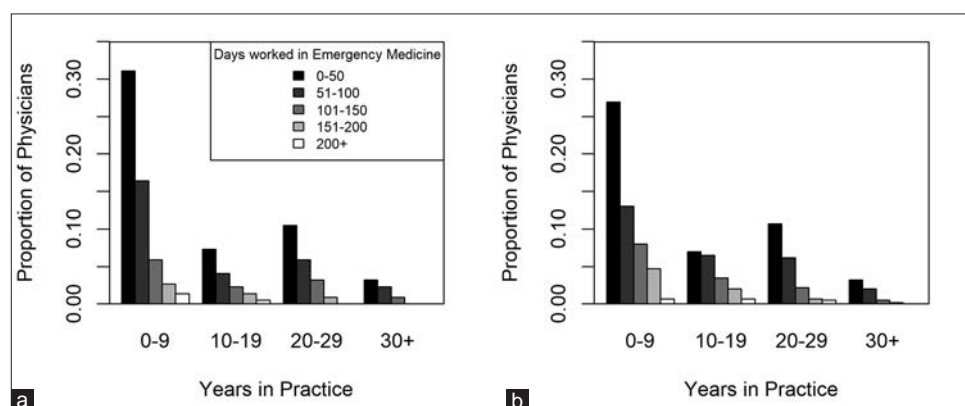 Proportion of Physicians
0.30
0.20
0.10
0.00
Days worked in Emergency Medicine
0-50
51-100
101-150
151-200
200+
0-9 10-19 20-29 30+
Years in Practice
a
Proportion of Physicians
0.30
0.20
0.10
0.00
0-9 10-19 20-29 30+
Years in Practice
b